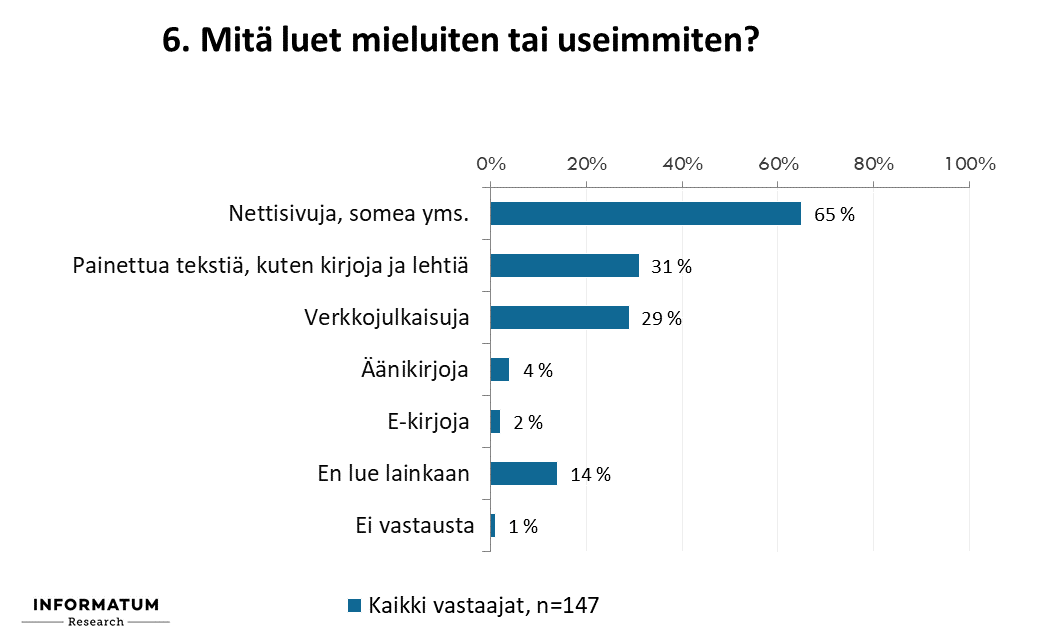 6. Mitä luet mieluiten tai useimmiten?
0% 20% 40% 60% 80% 100%
Nettisivuja, somea yms. 65 %
Painettua tekstiä, kuten kirjoja ja lehtiä 31 %
Verkkojulkaisuja 29 %
Äänikirjoja 4 %
E-kirjoja 2 %
En lue lainkaan 14 %
Ei vastausta 1 %
Kaikki vastaajat, n=147
INFORMATUM
Research